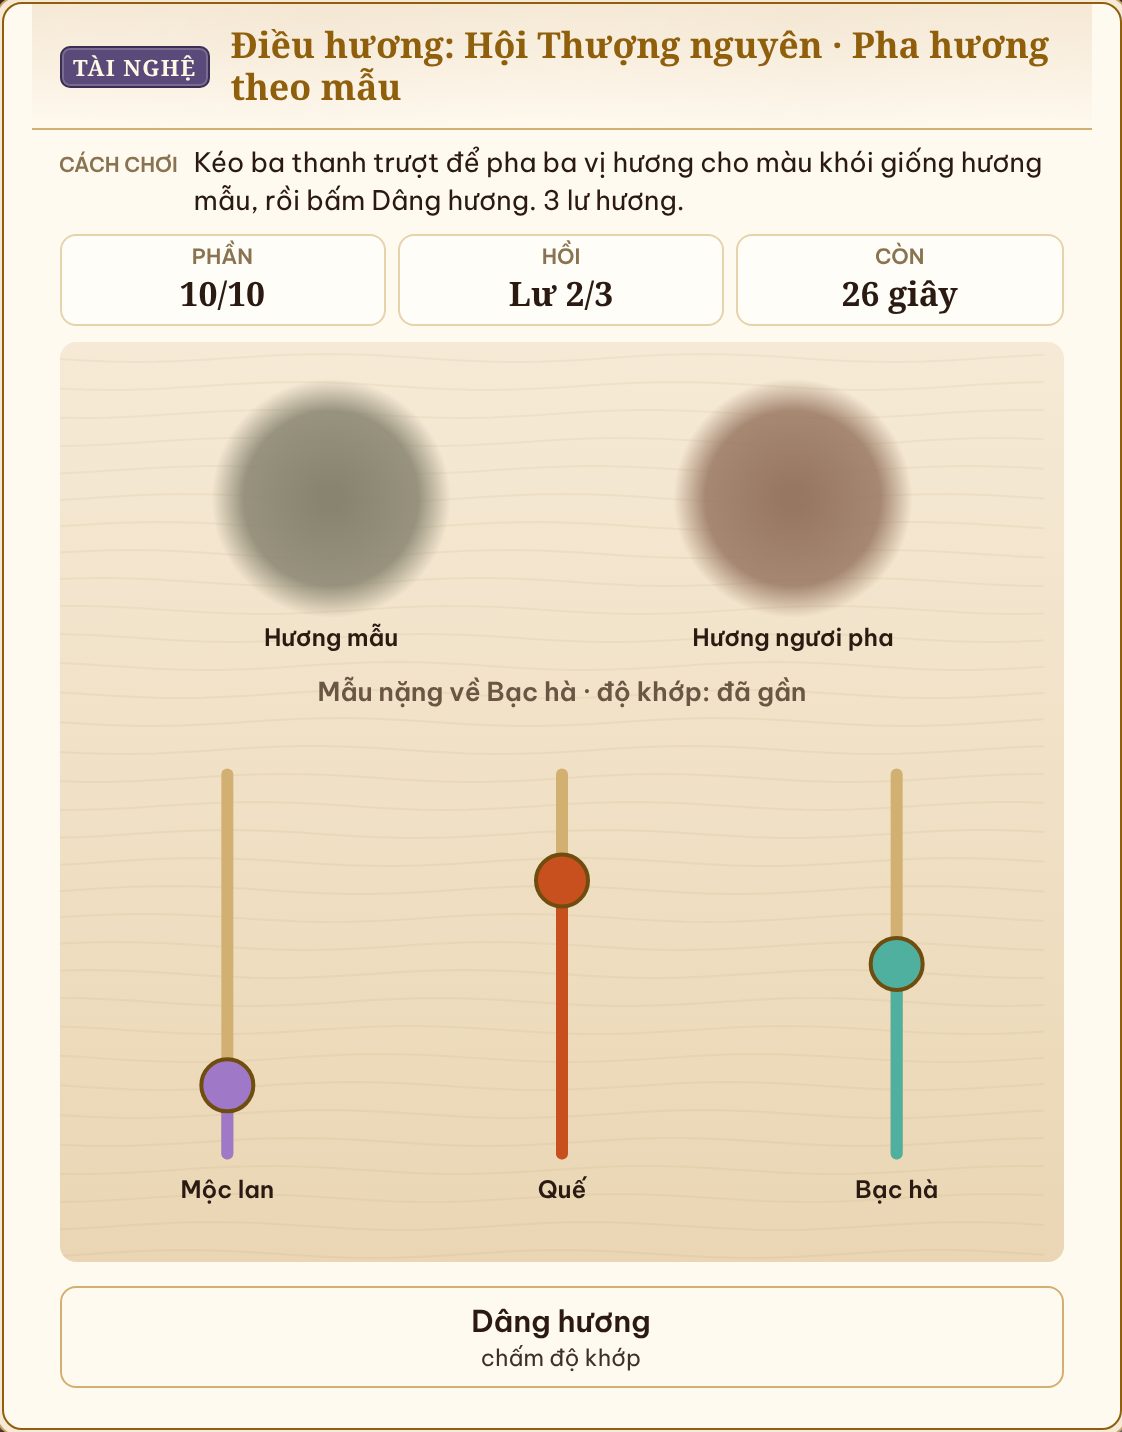 TÀI NGHỆ
Điều hương: Hội Thượng nguyên · Pha hương
theo mẫu
CÁCH CHƠI Kéo ba thanh trượt để pha ba vị hương cho màu khói giống hương
mẫu, rồi bấm Dâng hương. 3 lư hương.
PHẦN
10/10
HỒI
Lư 2/3
CÒN
26 giây
Hương mẫu
Hương ngươi pha
Mẫu nặng về Bạc hà · độ khớp: đã gần
Mộc lan
Quế
Bạc hà
Dâng hương
chấm độ khớp